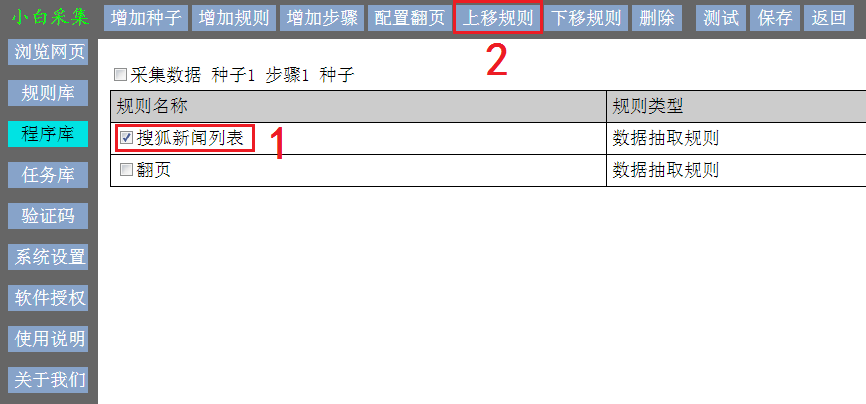 小白采集 增加种子 增加规则 增加步骤 配置翻页 上移规则 下移规则 删除 测试 保存 返回
2
浏览网页
规则库
程序库
任务库
验证码
系统设置
软件授权
使用说明
关于我们
采集数据 种子1 步骤1 种子
规则名称 规则类型
搜狐新闻列表 1 数据抽取规则
翻页 数据抽取规则